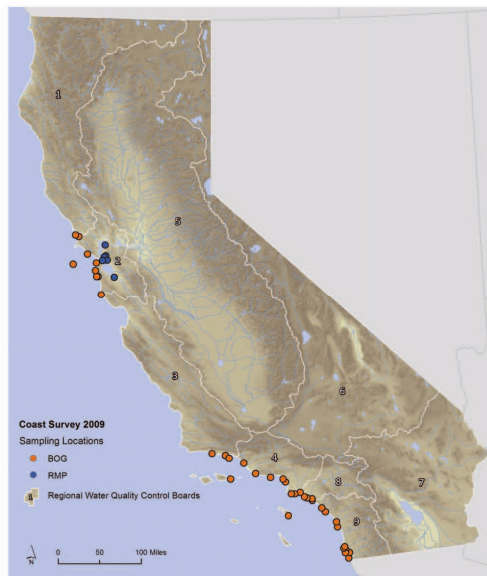 1
5
2
3
6
4
8
7
9
Coast Survey 2009
Sampling Locations
BOG
RMP
1 Regional Water Quality Control Boards
N
0 50 100 Miles